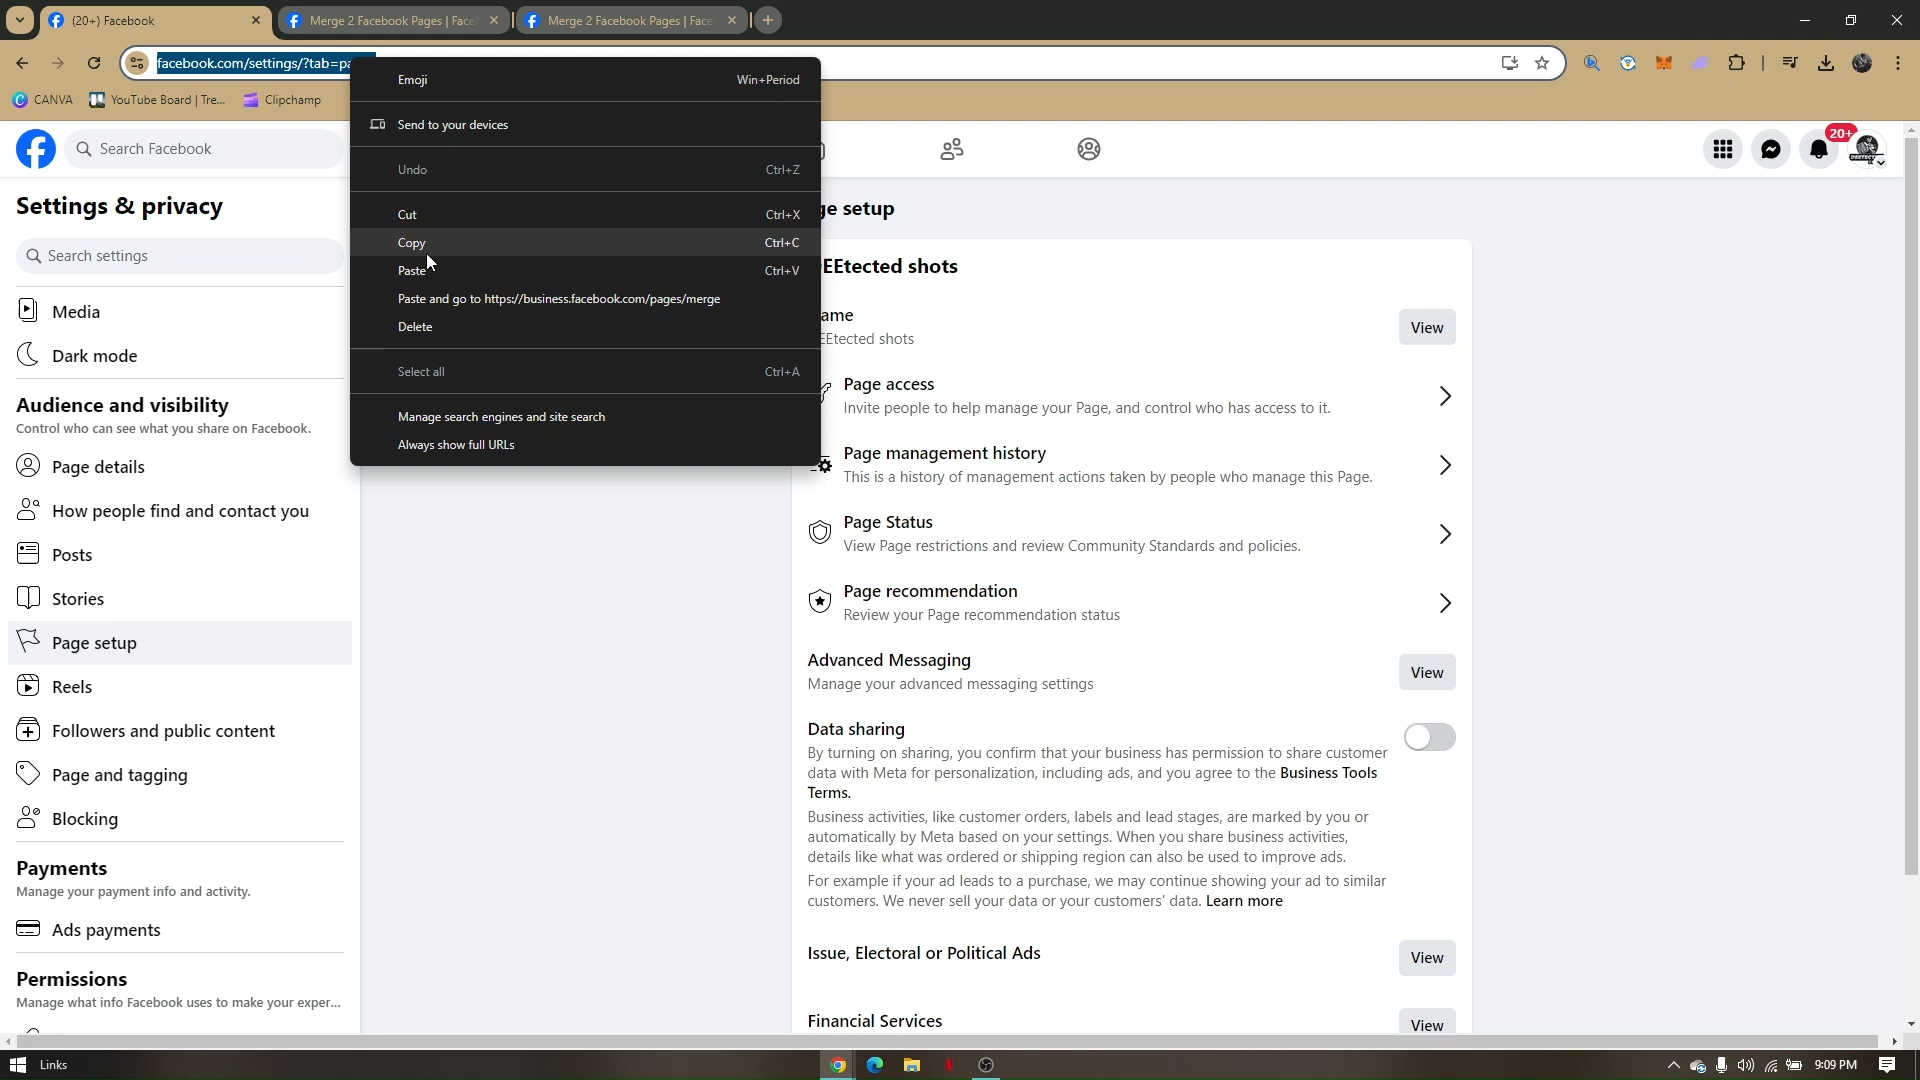 (20+) Facebook
Merge 2 Facebook Pages | Face
Merge 2 Facebook Pages | Face
facebook.com/settings/?tab=pa
CANVA
YouTube Board | Tre...
Clipchamp
Emoji Win+Period
Send to your devices
Undo Ctrl+Z
Cut Ctrl+X
Copy Ctrl+C
Paste Ctrl+V
Paste and go to https://business.facebook.com/pages/merge
Delete
Select all Ctrl+A
Manage search engines and site search
Always show full URLs
Search Facebook
20+
Settings & privacy
Search settings
Media
Dark mode
Audience and visibility
Control who can see what you share on Facebook.
Page details
How people find and contact you
Posts
Stories
Page setup
Reels
Followers and public content
Page and tagging
Blocking
Payments
Manage your payment info and activity.
Ads payments
Permissions
Manage what info Facebook uses to make your exper...
ge setup
EEtected shots
ame
EEtected shots
View
Page access
Invite people to help manage your Page, and control who has access to it.
Page management history
This is a history of management actions taken by people who manage this Page.
Page Status
View Page restrictions and review Community Standards and policies.
Page recommendation
Review your Page recommendation status
Advanced Messaging
Manage your advanced messaging settings
View
Data sharing
By turning on sharing, you confirm that your business has permission to share customer
data with Meta for personalization, including ads, and you agree to the Business Tools
Terms.
Business activities, like customer orders, labels and lead stages, are marked by you or
automatically by Meta based on your settings. When you share business activities,
details like what was ordered or shipping region can also be used to improve ads.
For example if your ad leads to a purchase, we may continue showing your ad to similar
customers. We never sell your data or your customers' data. Learn more
Issue, Electoral or Political Ads
View
Financial Services
View
Links
9:09 PM